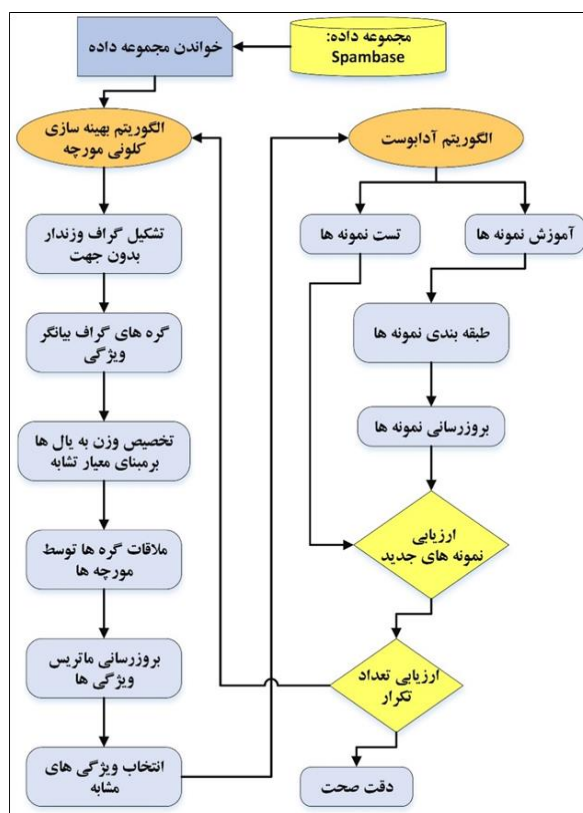 مجموعه داده:
Spambase
خواندن مجموعه داده
الگوریتم بهینه سازی
کلونی مورچه
تشکیل گراف وزندار
بدون جهت
گره های گراف بیانگر
ویژگی
تخصیص وزن به یال ها
برمبنای معیار تشابه
ملاقات گره ها توسط
مورچه ها
بروزرسانی ماتریس
ویژگی ها
انتخاب ویژگی های
مشابه
الگوریتم آدابوست
آموزش نمونه ها
تست نمونه ها
طبقه بندی نمونه ها
بروزرسانی نمونه ها
ارزیابی
نمونه های جدید
ارزیابی تعداد
تکرار
دقت صحت